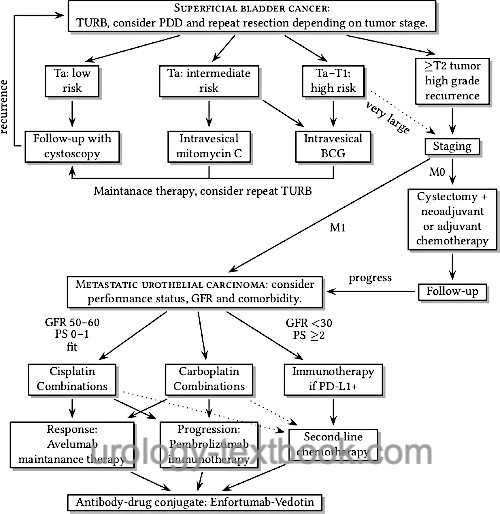 SUPERFICIAL BLADDER CANCER:
TURB, consider PDD and repeat resection depending on tumor stage.
recurrence
Ta: low
risk
Ta: intermediate
risk
Ta–T1:
high risk
≥T2 tumor
high grade
recurrence
very large
Follow-up with
cystoscopy
Intravesical
mitomycin C
Intravesical
BCG
Staging
Maintanace therapy, consider repeat TURB
M0
M1
Cystectomy +
neoadjuvant
or adjuvant
chemotherapy
METASTATIC UROTHELIAL CARCINOMA: consider
performance status, GFR and comorbidity.
progress
Follow-up
GFR 50–60
PS 0–1
fit
GFR <30
PS ≥2
Cisplatin
Combinations
Carboplatin
Combinations
Immunotherapy
if PD-L1+
Response:
Avelumab
maintanance therapy
Progression:
Pembrolizumab
immunotherapy
Second line
chemotherapy
urology-textbook.com
Antibody-drug conjugate: Enfortumab-Vedotin